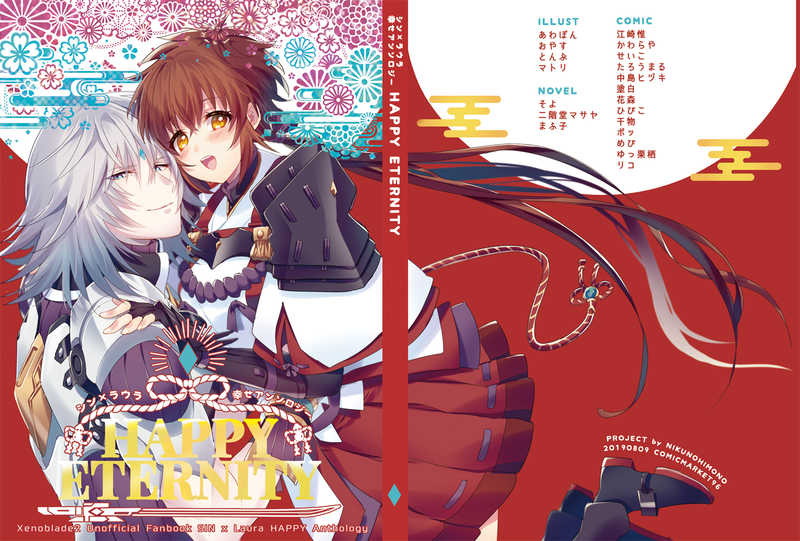 シン×ラウラ
幸せアンソロジー
HAPPY
ETERNITY
Xenoblade2 Unofficial Fanbook SIN x Laura HAPPY Anthology
シン×ラウラ
幸せアンソロジー
HAPPY ETERNITY
ILLUST
あわぽん
おやす
とんぷ
マトリ
NOVEL
そよ
二階堂マサヤ
まふ子
COMIC
江崎惟
かわらや
せいこ
たろうまる
中島ヒヅキ
塗白
花森
ひぴこ
干物
ポッ
めび
ゆっ栗栖
リコ
PROJECT by NIKUNOHIMONO
20190809 COMICMARKET96